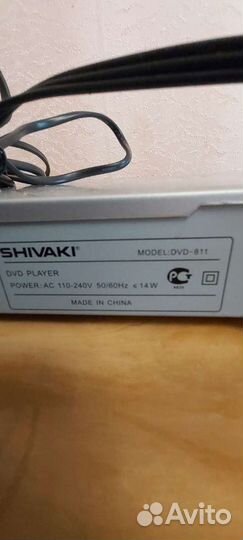 SHIVAKI® MODEL:DVD-811
DVD PLAYER
POWER: AC 110-240V 50/60Hz ≤14W
MADE IN CHINA
Avito